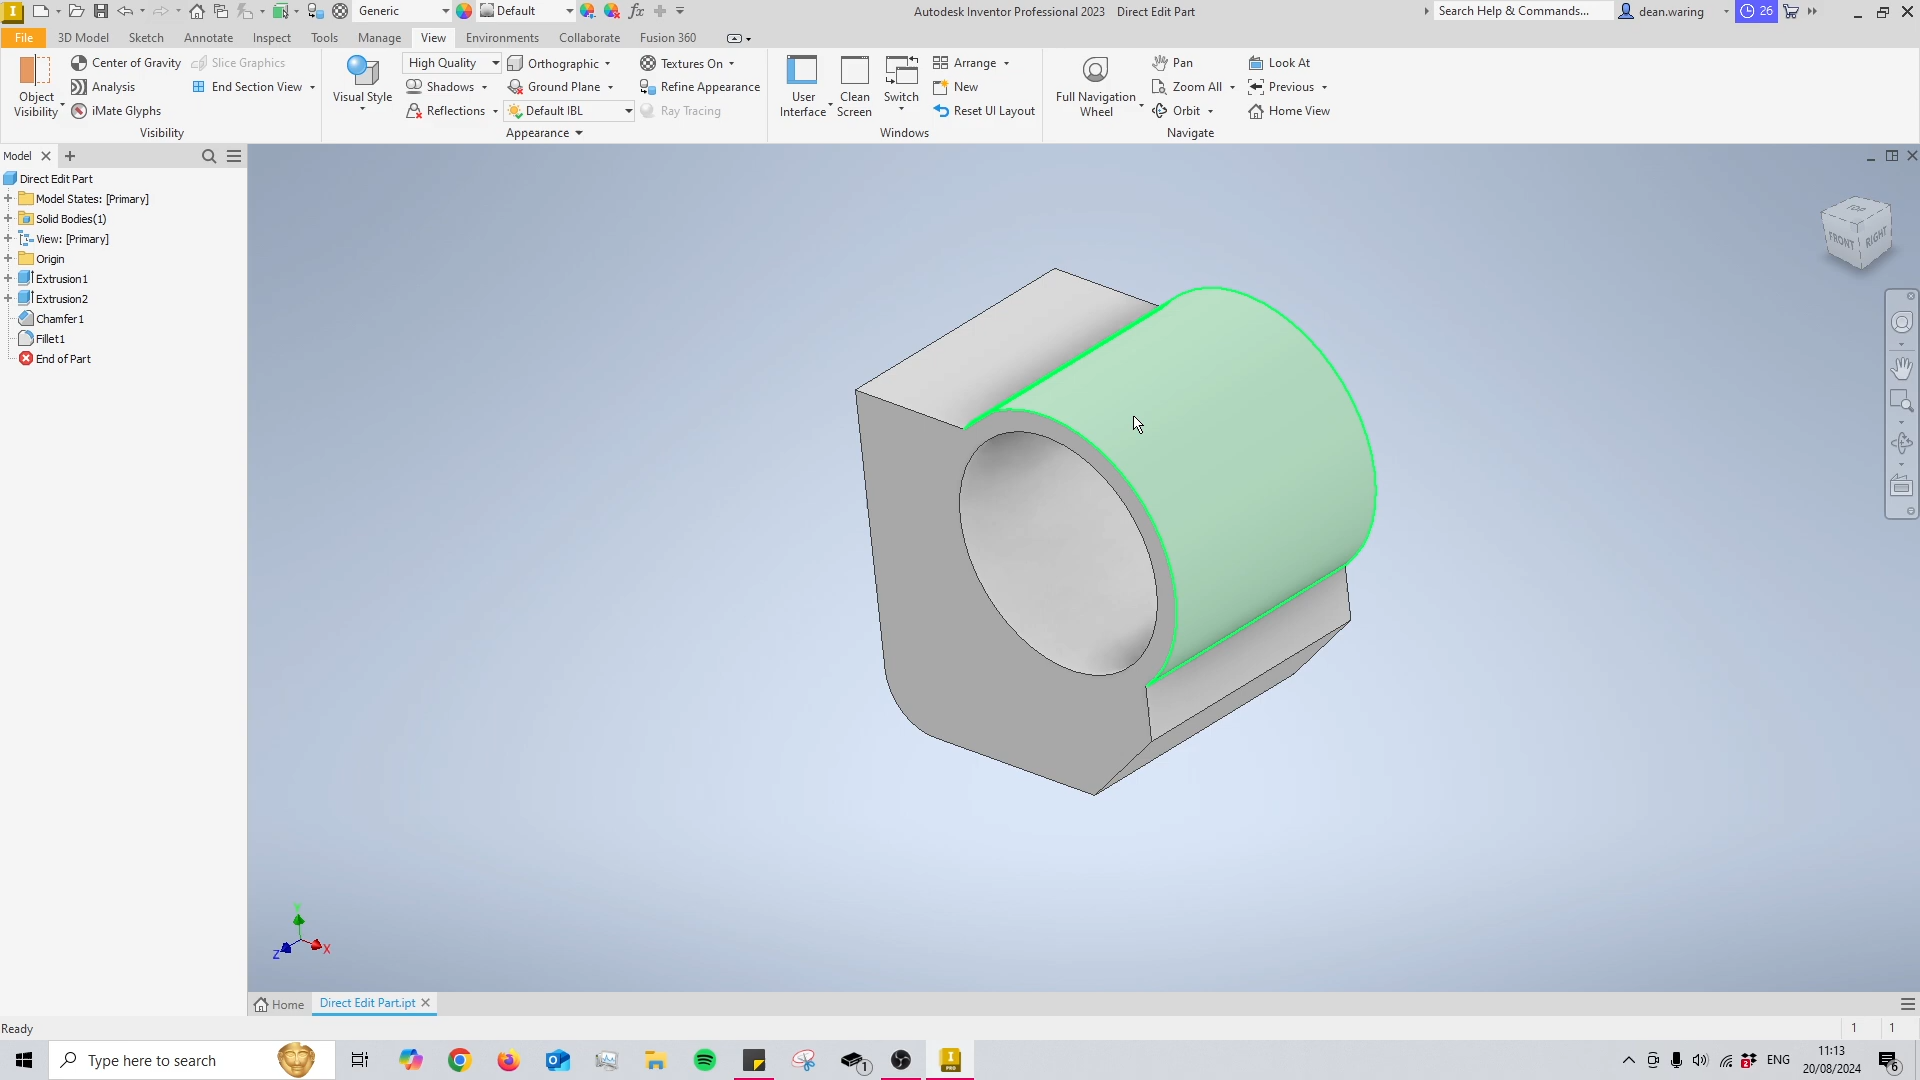 Generic
Default
fx
Autodesk Inventor Professional 2023 Direct Edit Part
Search Help & Commands...
dean.waring
26
File
3D Model
Sketch
Annotate
Inspect
Tools
Manage
View
Environments
Collaborate
Fusion 360
Object
Visibility
Center of Gravity
Slice Graphics
Analysis
End Section View
iMate Glyphs
Visibility
Visual Style
High Quality
Shadows
Reflections
Orthographic
Ground Plane
Default IBL
Textures On
Refine Appearance
Ray Tracing
Appearance
User
Interface
Clean
Screen
Switch
Arrange
New
Reset UI Layout
Windows
Full Navigation
Wheel
Pan
Zoom All
Orbit
Look At
Previous
Home View
Navigate
Model
Direct Edit Part
Model States: [Primary]
Solid Bodies(1)
View: [Primary]
Origin
Extrusion1
Extrusion2
Chamfer1
Fillet1
End of Part
TOP
FRONT
RIGHT
Y
Z
X
Home
Direct Edit Part.ipt
Ready
1
1
Type here to search
1
I
PRO
2
ENG
11:13
20/08/2024
6